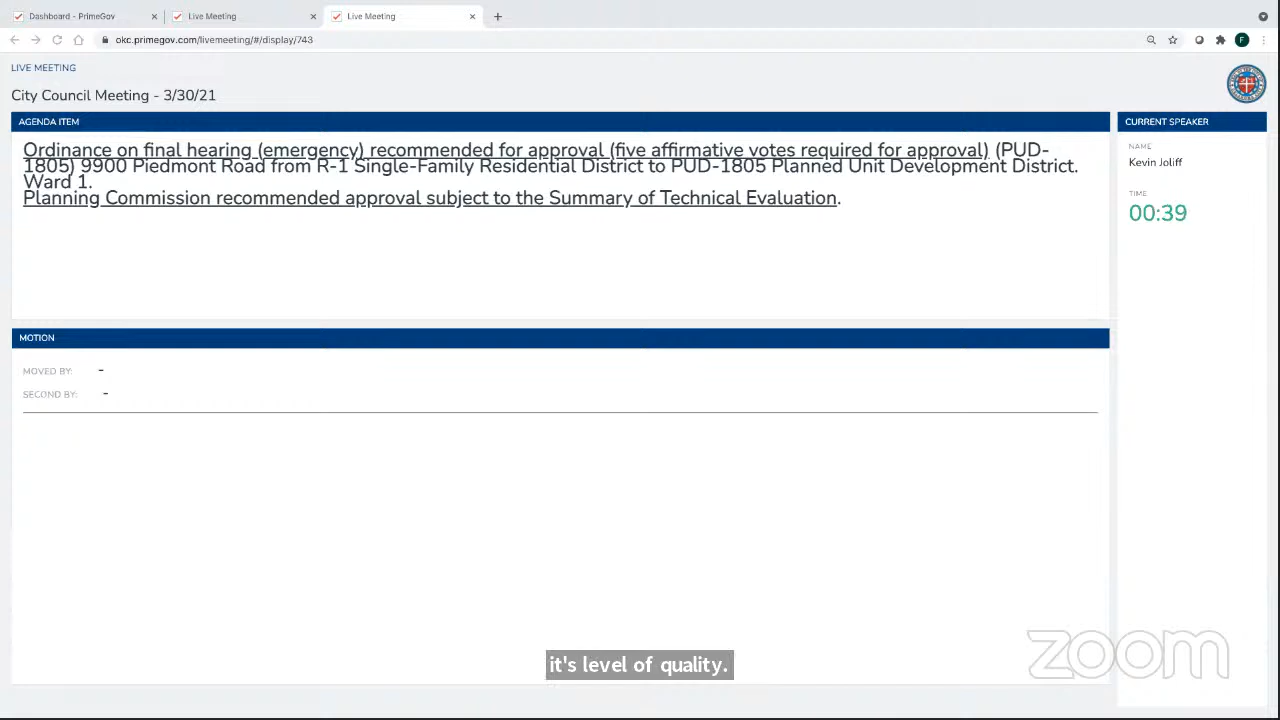 Dashboard - PrimeGov
Live Meeting
Live Meeting
okc.primegov.com/livemeeting/#/display/743
F
LIVE MEETING
City Council Meeting - 3/30/21
AGENDA ITEM
Ordinance on final hearing (emergency) recommended for approval (five affirmative votes required for approval) (PUD-
1805) 9900 Piedmont Road from R-1 Single-Family Residential District to PUD-1805 Planned Unit Development District.
Ward 1.
Planning Commission recommended approval subject to the Summary of Technical Evaluation.
CURRENT SPEAKER
NAME
Kevin Joliff
TIME
00:39
MOTION
MOVED BY: -
SECOND BY: -
it's level of quality.
zoom